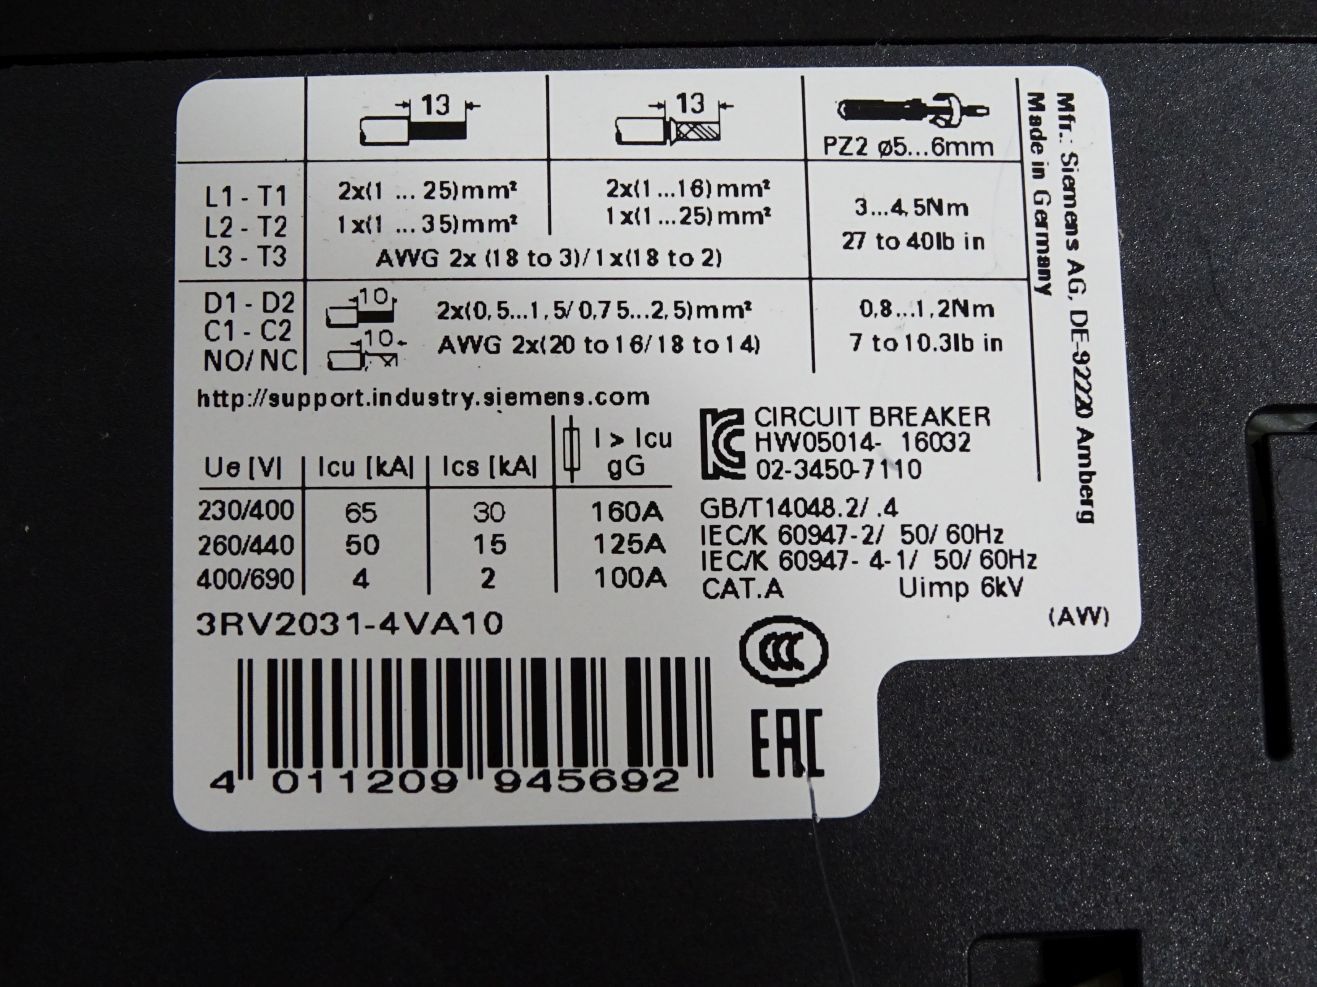 13
13
PZ2 ø5...6mm
L1 - T1
L2 - T2
L3 - T3
2x(1 ... 25)mm²
1x(1 ... 35)mm²
2x(1 ...16)mm²
1x(1 ...25)mm²
AWG 2x (18 to 3)/1x(18 to 2)
3...4,5Nm
27 to 40lb in
D1 - D2
C1 - C2
NO/NC
10
10
2x(0,5...1,5/0,75...2,5)mm²
AWG 2x(20 to 16/18 to 14)
0,8...1,2Nm
7 to 10.3lb in
http://support.industry.siemens.com
Ue [V] Icu [kA] Ics [kA] I > Icu gG
230/400 65 30 160A
260/440 50 15 125A
400/690 4 2 100A
3RV2031-4VA10
4 011209 945692
CIRCUIT BREAKER
HW05014- 16032
02-3450-7110
GB/T14048.2/.4
IEC/K 60947-2/ 50/60Hz
IEC/K 60947- 4-1/ 50/60Hz
CAT.A Uimp 6kV
(AW)
CCC
EAC
Mfr.: Siemens AG, DE-92220 Amberg
Made in Germany